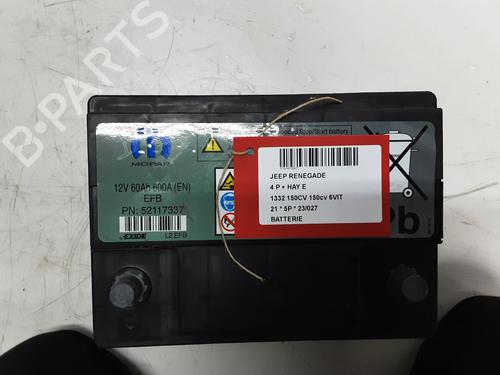 MOPAR
12V 60Ah 600A (EN)
EFB
PN: 52117337
EXIDE L2 EFB
Stop/Start battery
JEEP RENEGADE
4 P + HAY E
1332 150CV 150cv 6VIT
21 * 5P * 23/027
BATTERIE
Pb
B-PARTS